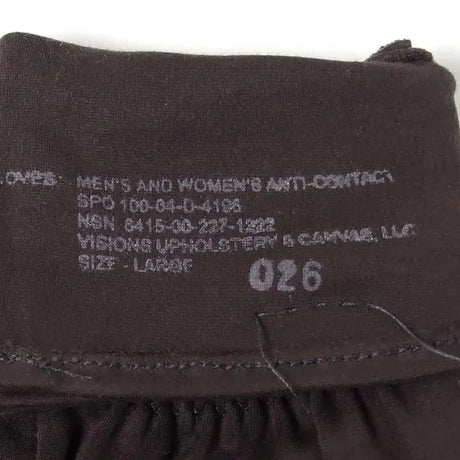 LOVES: MEN'S AND WOMEN'S ANTI-CONTACT
SPO 100-04-D-4106
NSN 8415-00-227-1222
VISIONS UPHOLSTERY & CANVAS, LLC
SIZE - LARGE 026